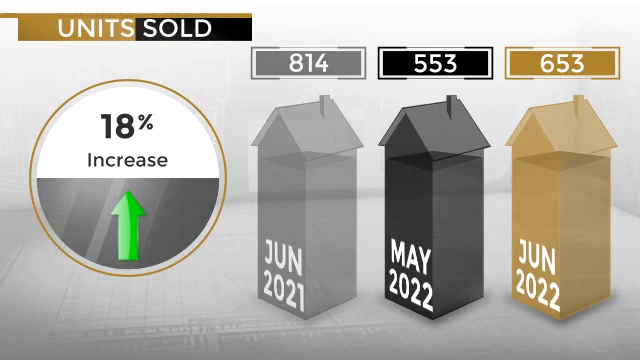 UNITS SOLD
814
553
653
18%
Increase
JUN
2021
MAY
2022
JUN
2022